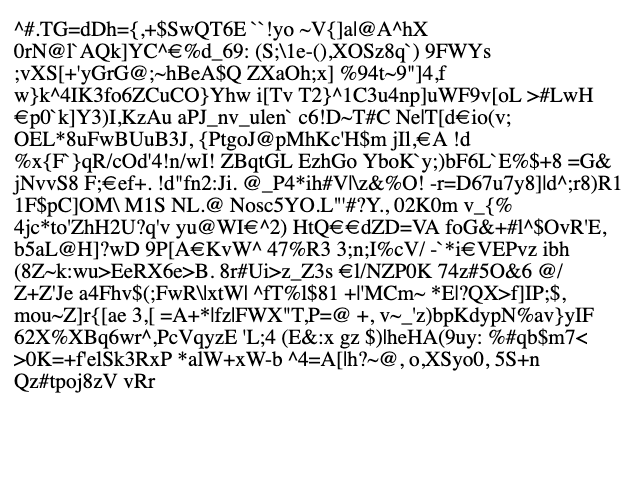 ^#.TG=dDh={,+$SwQT6E ``!yo ~V{]a|@A^hX
0rN@l`AQk]YC^€%d_69: (S;\1e-(),XOSz8q`) 9FWYs
;vXS[+'yGrG@;~hBeA$Q ZXaOh;x] %94t~9"]4,f
w}k^4IK3fo6ZCuCO}Yhw i[Tv T2}^1C3u4np]uWF9v[oL >#LwH
€p0`k]Y3)I,KzAu aPJ_nv_ulen` c6!D~T#C Ne|T[d€io(v;
OEL*8uFwBUuB3J, {PtgoJ@pMhKc'H$m jIl,€A !d
%x{F`}qR/cOd'4!n/wI! ZBqtGL EzhGo YboK`y;)bF6L`E%$+8 =G&
jNvvS8 F;€ef+. !d"fn2:Ji. @_P4*ih#V|\z&%O! -r=D67u7y8]|d^;r8)R1
1F$pC]OM\ M1S NL.@ Nosc5YO.L"'#?Y., 02K0m v_{%
4jc*to'ZhH2U?q'v yu@WI€^2) HtQ€€dZD=VA foG&+#l^$OvR'E,
b5aL@H]?wD 9P[A€KvW^ 47%R3 3;n;I%cV/ -`*i€VEPvz ibh
(8Z~k:wu>EeRX6e>B. 8r#Ui>z_Z3s €l/NZP0K 74z#5O&6 @/
Z+Z'Je a4Fhv$(;FwR\|xtW| ^fT%l$81 +|'MCm~ *E|?QX>f]IP;$,
mou~Z]r{[ae 3,[ =A+*|fz|FWX"T,P=@ +, v~_'z)bpKdypN%av}yIF
62X%XBq6wr^,PcVqyzE 'L;4 (E&:x gz $)|heHA(9uy: %#qb$m7<
>0K=+f'elSk3RxP *alW+xW-b ^4=A[|h?~@, o,XSyo0, 5S+n
Qz#tpoj8zV vRr